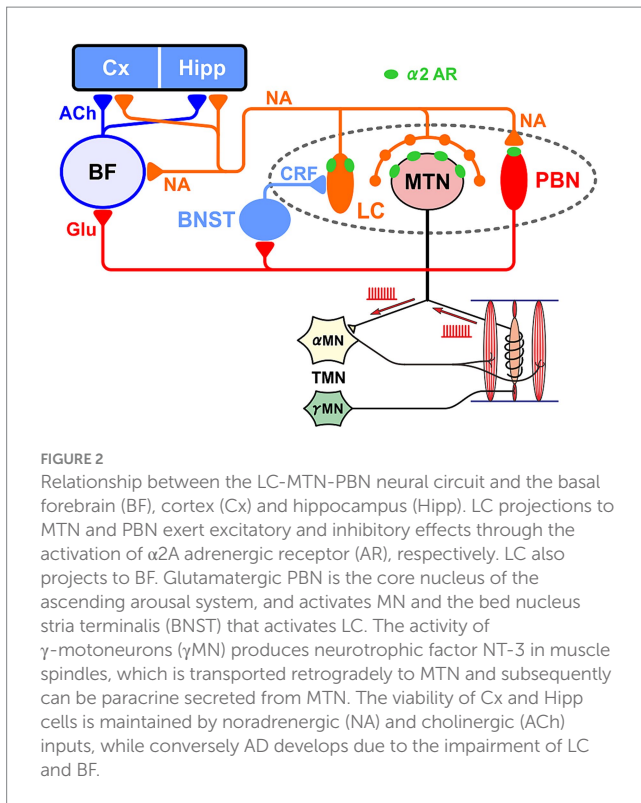 Cx Hipp
α2 AR
ACh
NA
NA
BF
NA
CRF
MTN
PBN
BNST
LC
Glu
αMN
TMN
γMN
FIGURE 2
Relationship between the LC-MTN-PBN neural circuit and the basal
forebrain (BF), cortex (Cx) and hippocampus (Hipp). LC projections to
MTN and PBN exert excitatory and inhibitory effects through the
activation of α2A adrenergic receptor (AR), respectively. LC also
projects to BF. Glutamatergic PBN is the core nucleus of the
ascending arousal system, and activates MN and the bed nucleus
stria terminalis (BNST) that activates LC. The activity of
γ-motoneurons (γMN) produces neurotrophic factor NT-3 in muscle
spindles, which is transported retrogradely to MTN and subsequently
can be paracrine secreted from MTN. The viability of Cx and Hipp
cells is maintained by noradrenergic (NA) and cholinergic (ACh)
inputs, while conversely AD develops due to the impairment of LC
and BF.